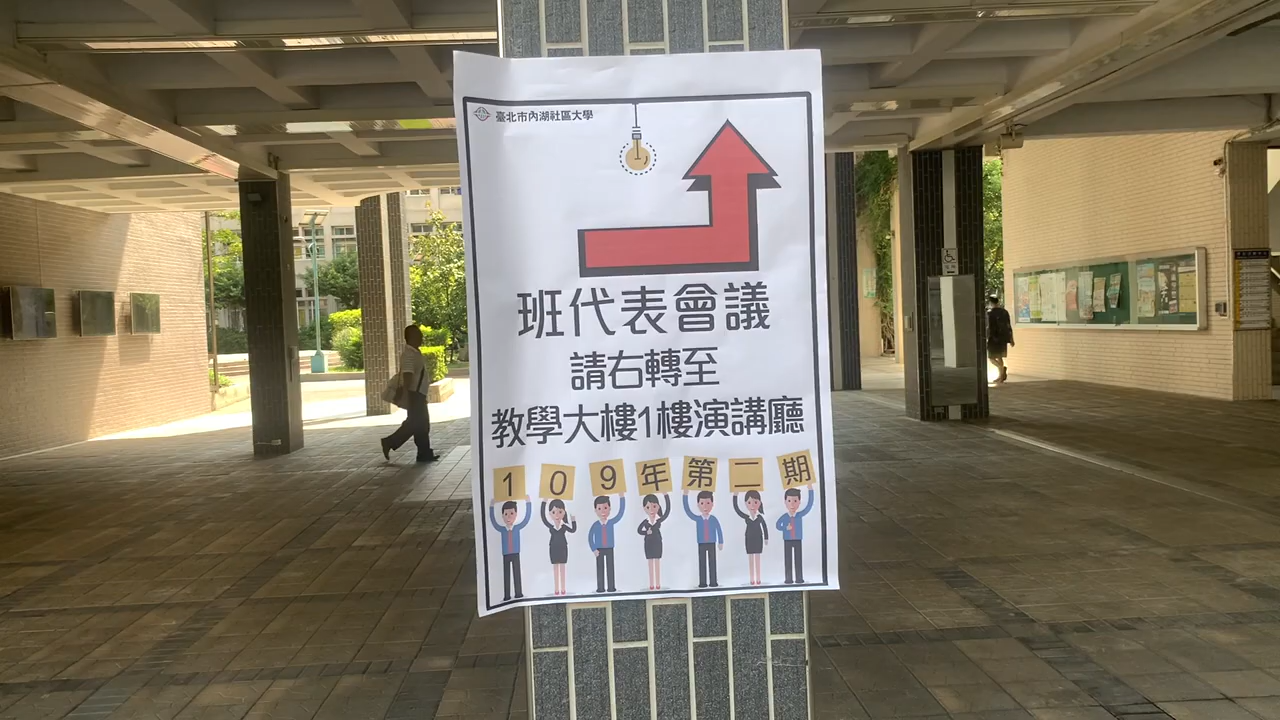 臺北市內湖社區大學
班代表會議
請右轉至
教學大樓1樓演講廳
109年第二期